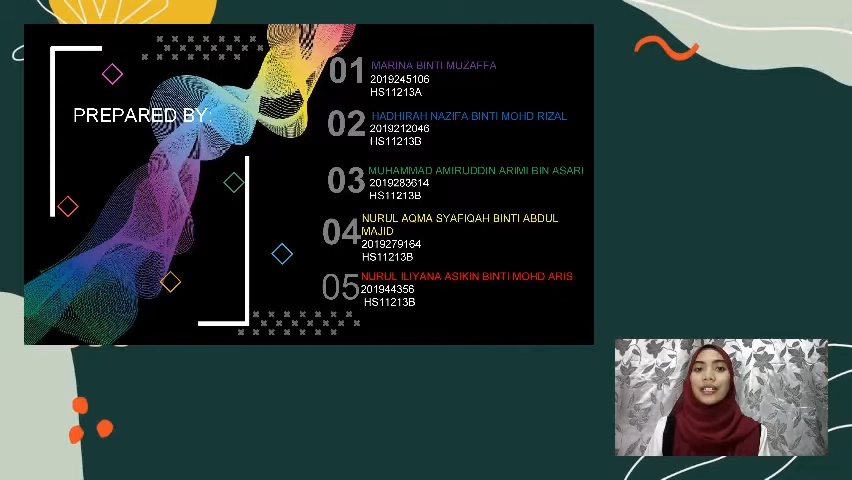 PREPARED BY:
01
MARINA BINTI MUZAFFA
2019245106
HS11213A
02
HADHIRAH NAZIFA BINTI MOHD RIZAL
2019212046
HS11213B
03
MUHAMMAD AMIRUDDIN ARIMI BIN ASARI
2019283614
HS11213B
04
NURUL AQMA SYAFIQAH BINTI ABDUL
MAJID
2019279164
HS11213B
05
NURUL ILIYANA ASIKIN BINTI MOHD ARIS
201944356
HS11213B